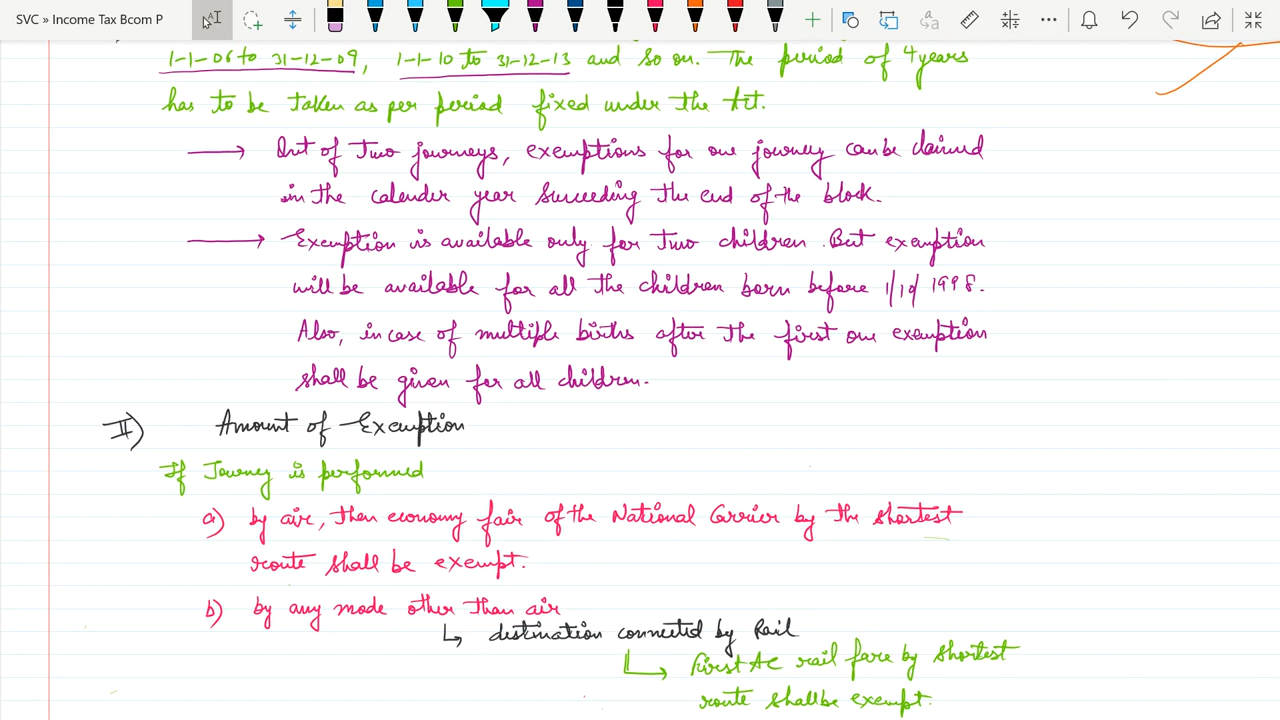 SVC » Income Tax Bcom P
1-1-06 to 31-12-09, 1-1-10 to 31-12-13 and so on. The period of 4 years
has to be taken as per period fixed under the Act.
→ Out of Two journeys, exemptions for one journey can be claimed
in the calender year succeeding the end of the block.
→ Exemption is available only for Two children. But exemption
will be available for all the children born before 1/10/1998.
Also, in case of multiple births after the first one exemption
shall be given for all children.
II) Amount of Exemption
If Journey is performed
a) by air, then economy fair of the National Carrier by the shortest
route shall be exempt.
b) by any mode other than air
↳ destination connected by Rail
↳ First AC rail fare by shortest
route shall be exempt.